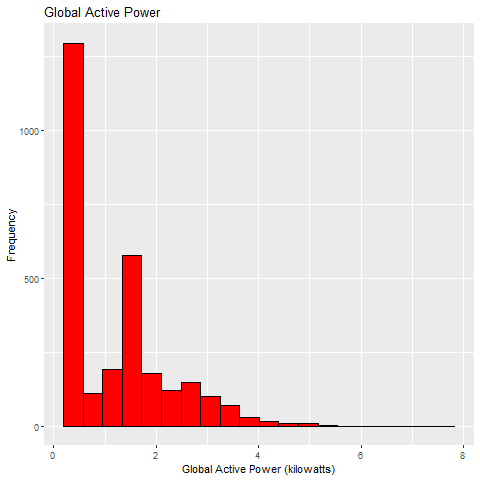 Global Active Power
Frequency
1000
500
0
0 2 4 6 8
Global Active Power (kilowatts)